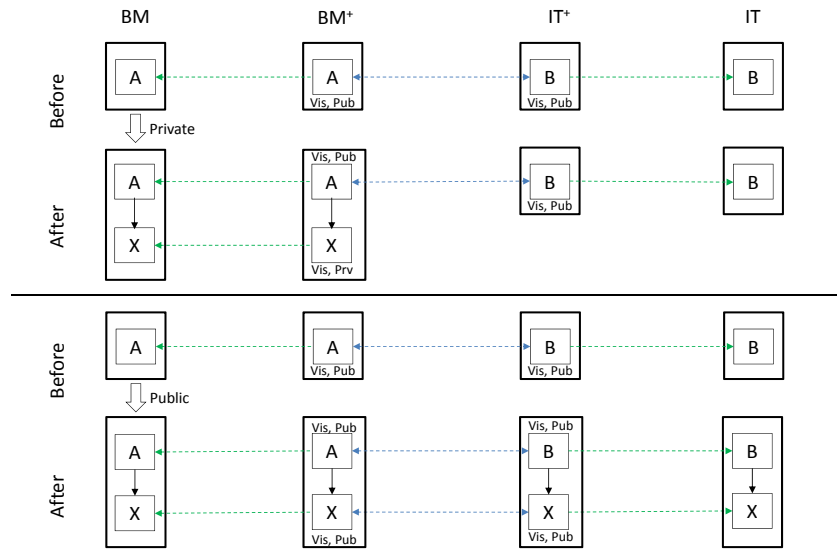 BM BM⁺ IT⁺ IT
Before
A A B B
Vis, Pub Vis, Pub
Private
After
Vis, Pub
A A B B
Vis, Pub
X X
Vis, Prv
Before
A A B B
Vis, Pub Vis, Pub
Public
After
Vis, Pub Vis, Pub
A A B B
X X X X
Vis, Pub Vis, Pub